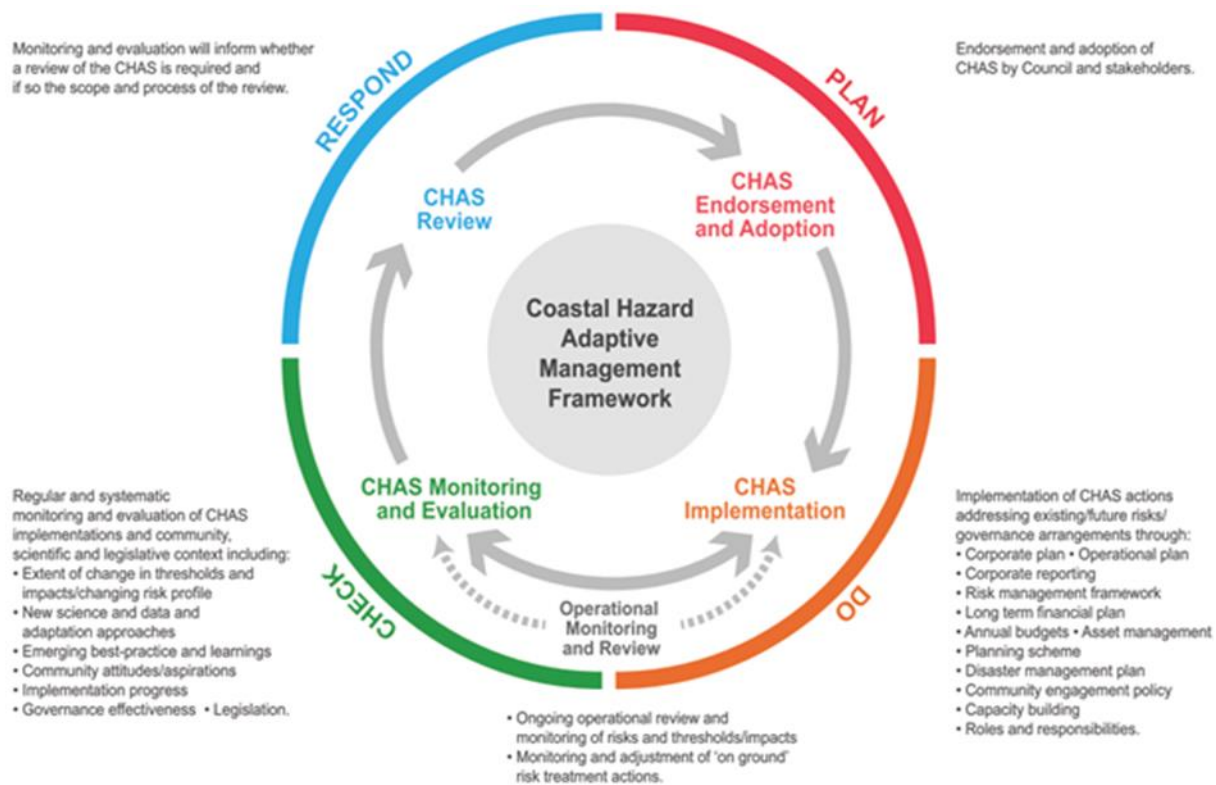 Monitoring and evaluation will inform whether
a review of the CHAS is required and
if so the scope and process of the review.
Endorsement and adoption of
CHAS by Council and stakeholders.
RESPOND
PLAN
CHAS
Review
CHAS
Endorsement
and Adoption
Coastal Hazard
Adaptive
Management
Framework
CHAS Monitoring
and Evaluation
CHAS
Implementation
CHECK
DO
Operational
Monitoring
and Review
Regular and systematic
monitoring and evaluation of CHAS
implementations and community,
scientific and legislative context including:
• Extent of change in thresholds and
impacts/changing risk profile
• New science and data and
adaptation approaches
• Emerging best-practice and learnings
• Community attitudes/aspirations
• Implementation progress
• Governance effectiveness • Legislation.
• Ongoing operational review and
monitoring of risks and thresholds/impacts
• Monitoring and adjustment of ‘on ground’
risk treatment actions.
Implementation of CHAS actions
addressing existing/future risks/
governance arrangements through:
• Corporate plan • Operational plan
• Corporate reporting
• Risk management framework
• Long term financial plan
• Annual budgets • Asset management
• Planning scheme
• Disaster management plan
• Community engagement policy
• Capacity building
• Roles and responsibilities.